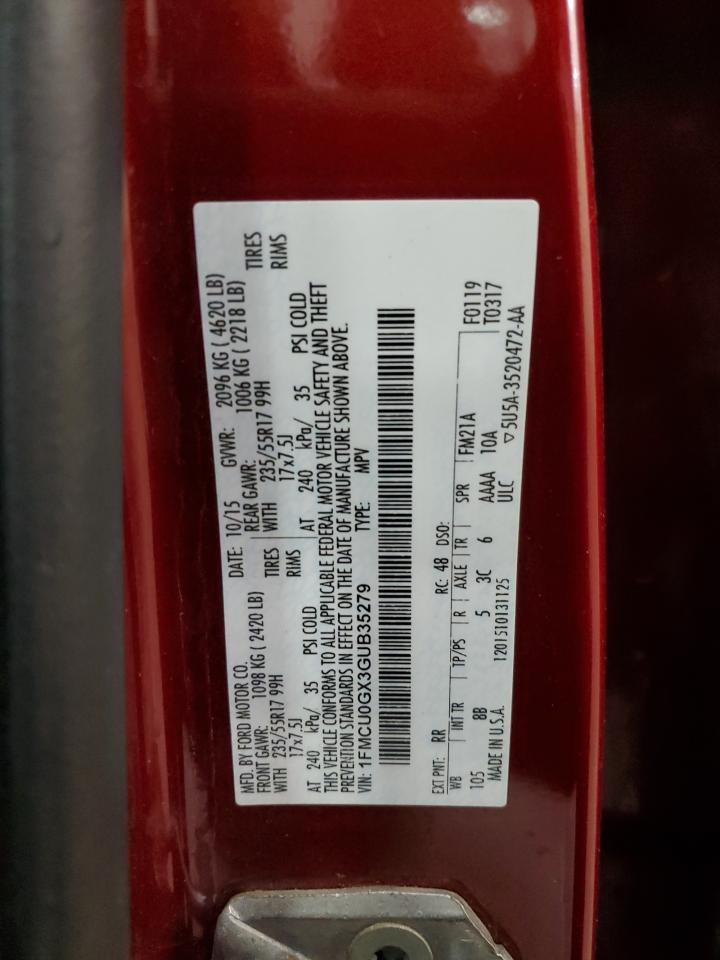 MFD. BY FORD MOTOR CO. DATE: 10/15 GVWR: 2096 KG ( 4620 LB)
FRONT GAWR: 1098 KG ( 2420 LB) REAR GAWR: 1006 KG ( 2218 LB)
WITH 235/55R17 99H TIRES WITH 235/55R17 99H TIRES
17x7.5J RIMS 17x7.5J RIMS
AT 240 kPa/ 35 PSI COLD AT 240 kPa/ 35 PSI COLD
THIS VEHICLE CONFORMS TO ALL APPLICABLE FEDERAL MOTOR VEHICLE SAFETY AND THEFT
PREVENTION STANDARDS IN EFFECT ON THE DATE OF MANUFACTURE SHOWN ABOVE.
VIN: 1FMCU0GX3GUB35279 TYPE: MPV
EXT PNT: RR RC: 48 DSO: F0119
WB INT TR TP/PS R AXLE TR SPR FM21A T0317
105 8B 5 3C 6 AAAA 10A
MADE IN U.S.A. 1201510131125 ULC ▽5U5A-3520472-AA